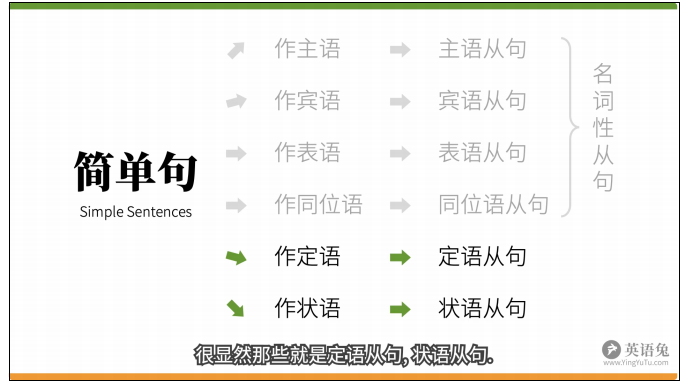 简单句
Simple Sentences
作主语
主语从句
作宾语
宾语从句
作表语
表语从句
作同位语
同位语从句
名词性从句
作定语
定语从句
作状语
状语从句
很显然那些就是定语从句, 状语从句.
英语兔
www.YingYuTu.com